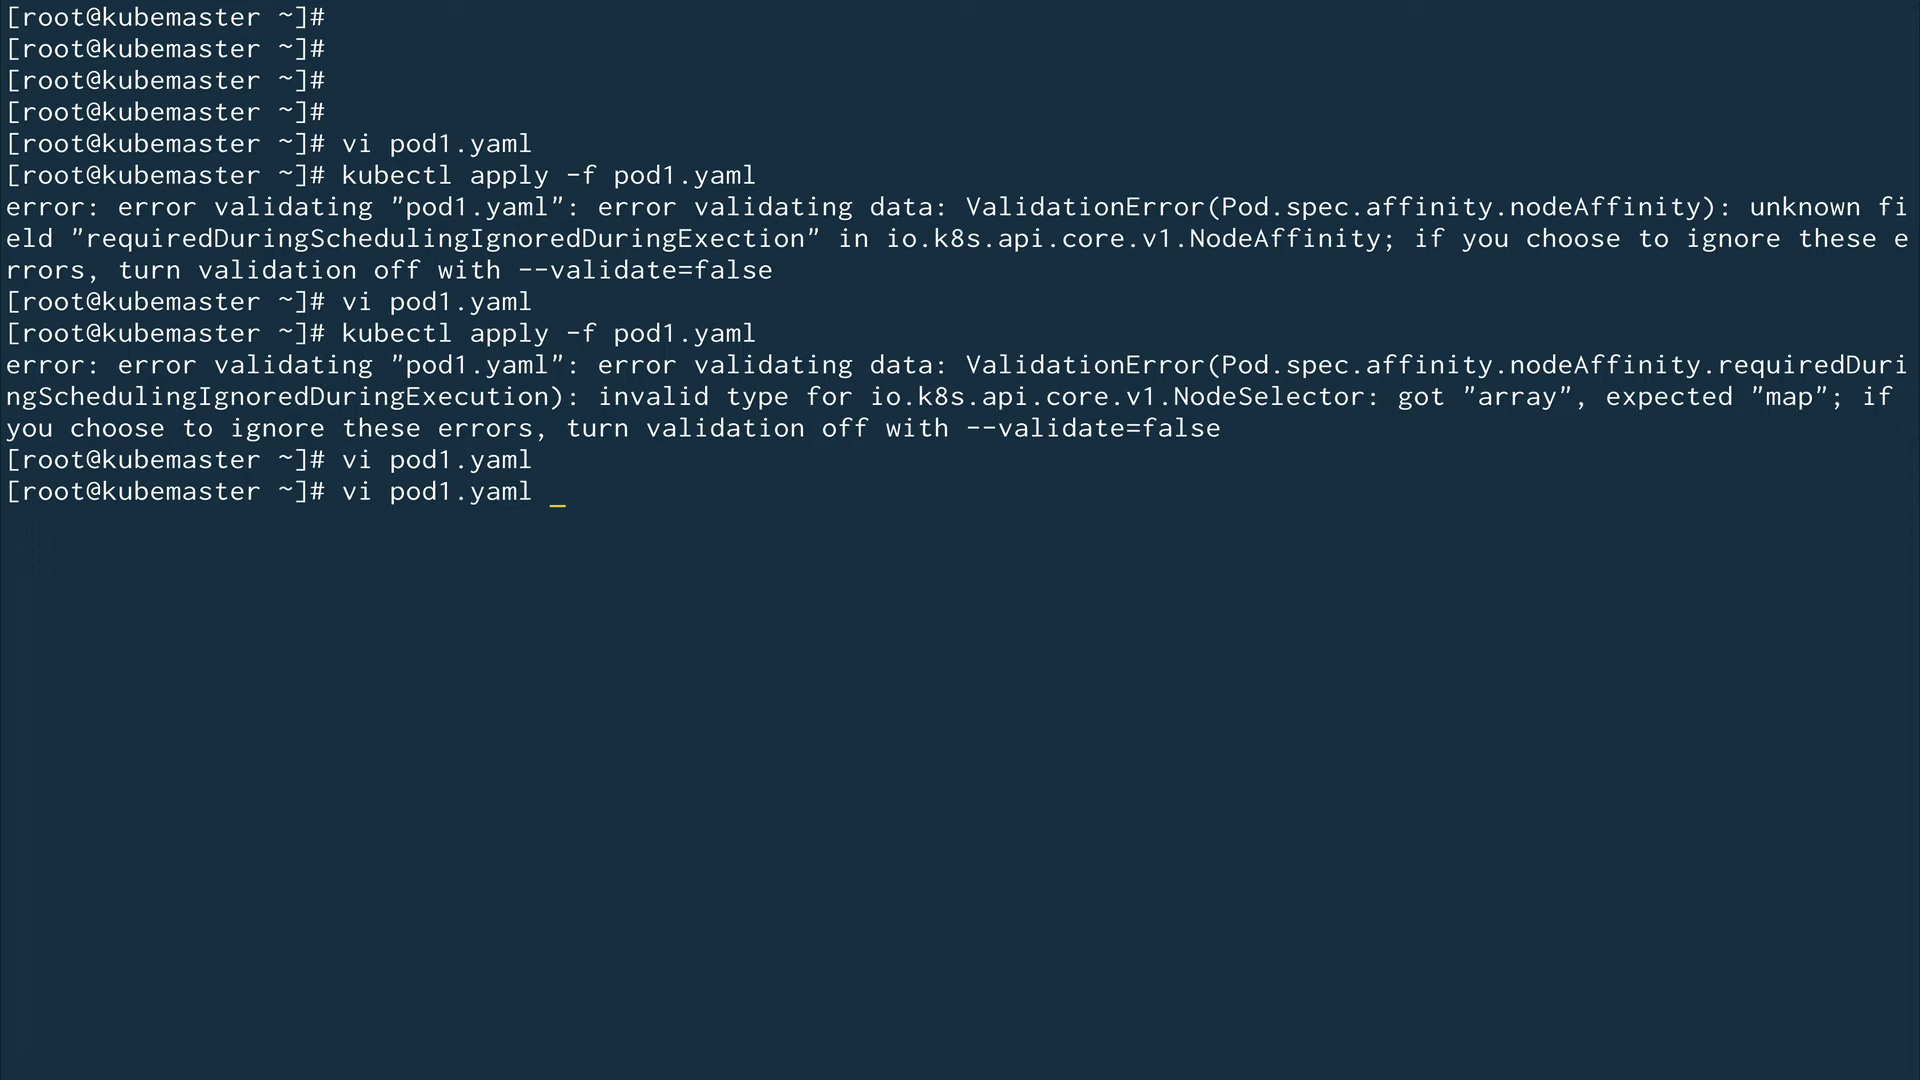 [root@kubemaster ~]#
[root@kubemaster ~]#
[root@kubemaster ~]#
[root@kubemaster ~]#
[root@kubemaster ~]# vi pod1.yaml
[root@kubemaster ~]# kubectl apply -f pod1.yaml
error: error validating "pod1.yaml": error validating data: ValidationError(Pod.spec.affinity.nodeAffinity): unknown fi
eld "requiredDuringSchedulingIgnoredDuringExection" in io.k8s.api.core.v1.NodeAffinity; if you choose to ignore these e
rrors, turn validation off with --validate=false
[root@kubemaster ~]# vi pod1.yaml
[root@kubemaster ~]# kubectl apply -f pod1.yaml
error: error validating "pod1.yaml": error validating data: ValidationError(Pod.spec.affinity.nodeAffinity.requiredDuri
ngSchedulingIgnoredDuringExecution): invalid type for io.k8s.api.core.v1.NodeSelector: got "array", expected "map"; if
you choose to ignore these errors, turn validation off with --validate=false
[root@kubemaster ~]# vi pod1.yaml
[root@kubemaster ~]# vi pod1.yaml _